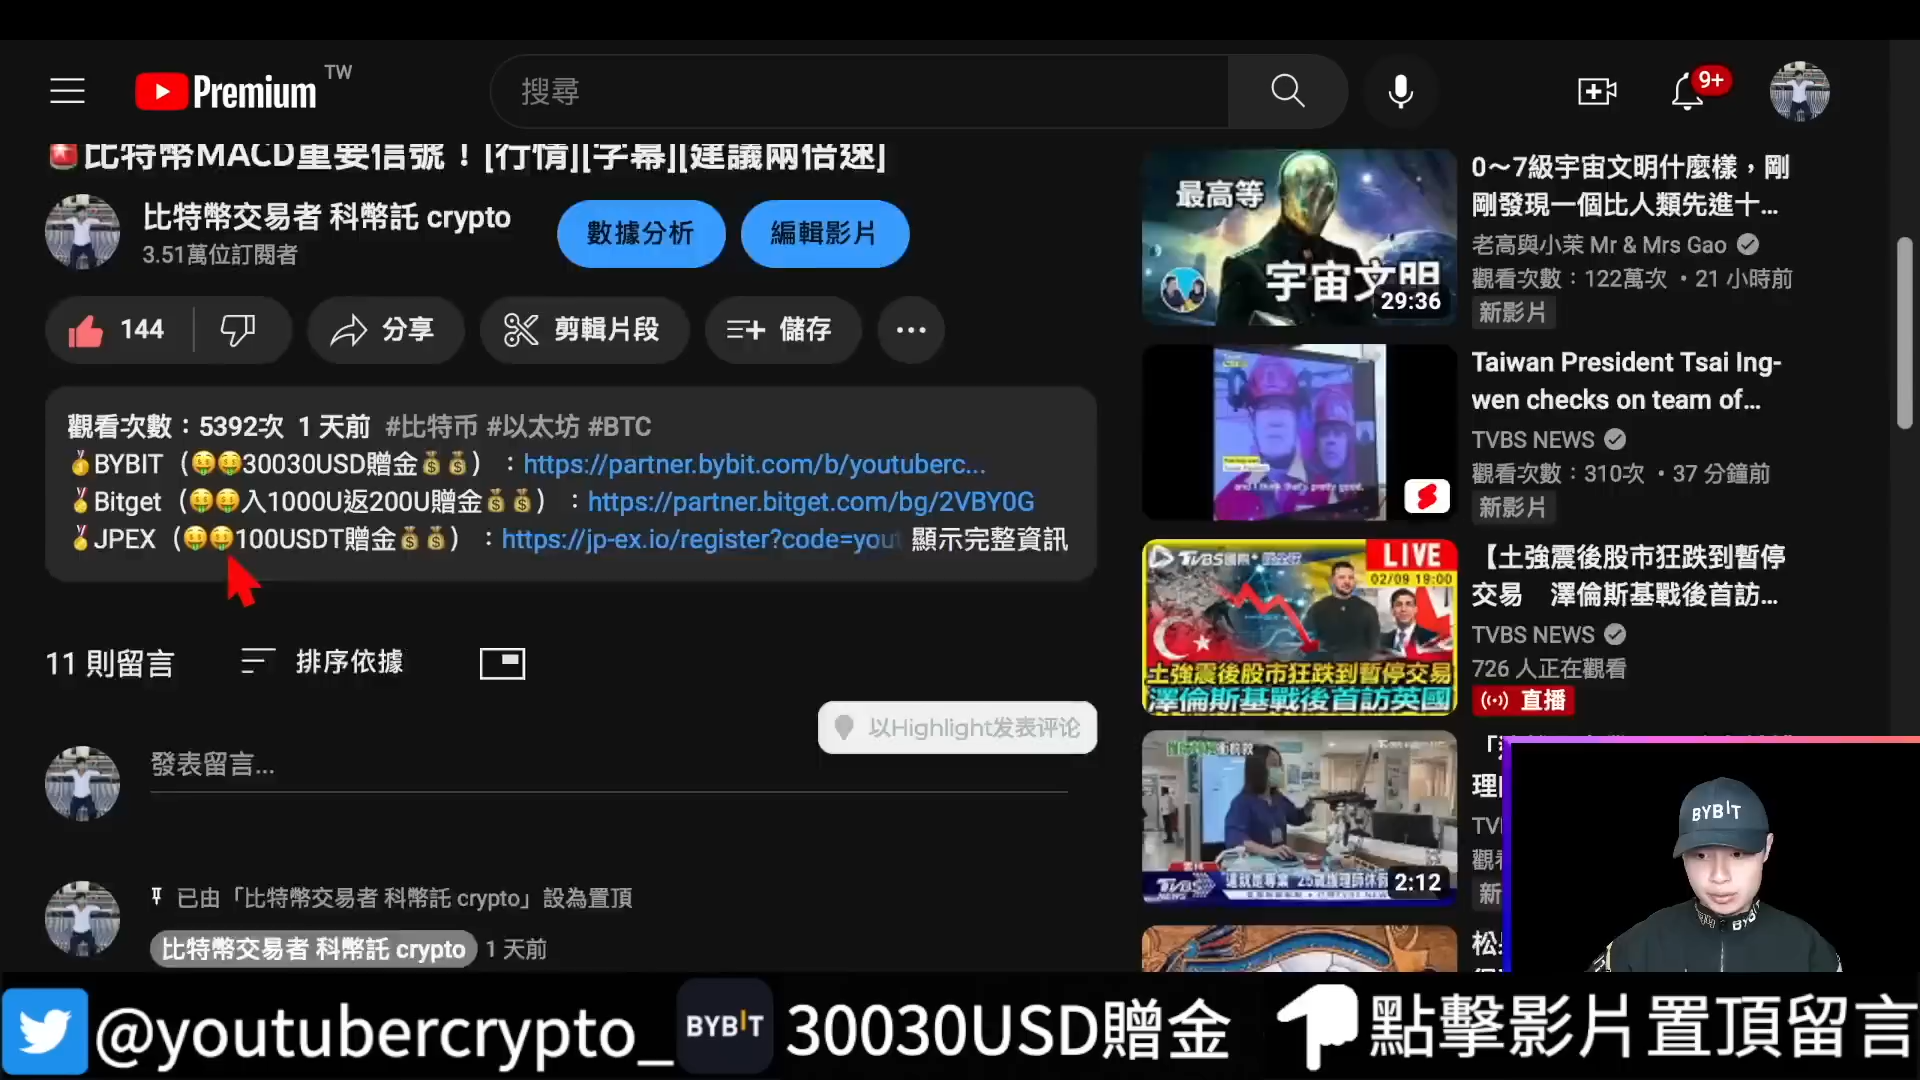 Premium TW
搜尋
9+
🚨比特幣MACD重要信號！[行情][字幕][建議兩倍速]
比特幣交易者 科幣託 crypto
3.51萬位訂閱者
數據分析
編輯影片
144
分享
剪輯片段
儲存
觀看次數：5392次 1 天前 #比特币 #以太坊 #BTC
🥇BYBIT（🤑🤑30030USD贈金💰💰）：https://partner.bybit.com/b/youtuberc...
🥇Bitget（🤑🤑入1000U返200U贈金💰💰）：https://partner.bitget.com/bg/2VBY0G
🥇JPEX（🤑🤑100USDT贈金💰💰）：https://jp-ex.io/register?code=yout 顯示完整資訊
11 則留言
排序依據
以Highlight发表评论
發表留言...
已由「比特幣交易者 科幣託 crypto」設為置頂
比特幣交易者 科幣託 crypto 1 天前
最高等
宇宙文明
29:36
0～7級宇宙文明什麼樣，剛
剛發現一個比人類先進十...
老高與小茉 Mr & Mrs Gao
觀看次數：122萬次 ・21 小時前
新影片
and I think that's pretty good.
Taiwan President Tsai Ing-
wen checks on team of...
TVBS NEWS
觀看次數：310次 ・37 分鐘前
新影片
LIVE
02/09 19:00
土強震後股市狂跌到暫停交易
澤倫斯基戰後首訪英國
【土強震後股市狂跌到暫停
交易 澤倫斯基戰後首訪...
TVBS NEWS
726 人正在觀看
直播
TVBS
2:12
BYBIT
@youtubercrypto_
BYBIT
30030USD贈金
點擊影片置頂留言